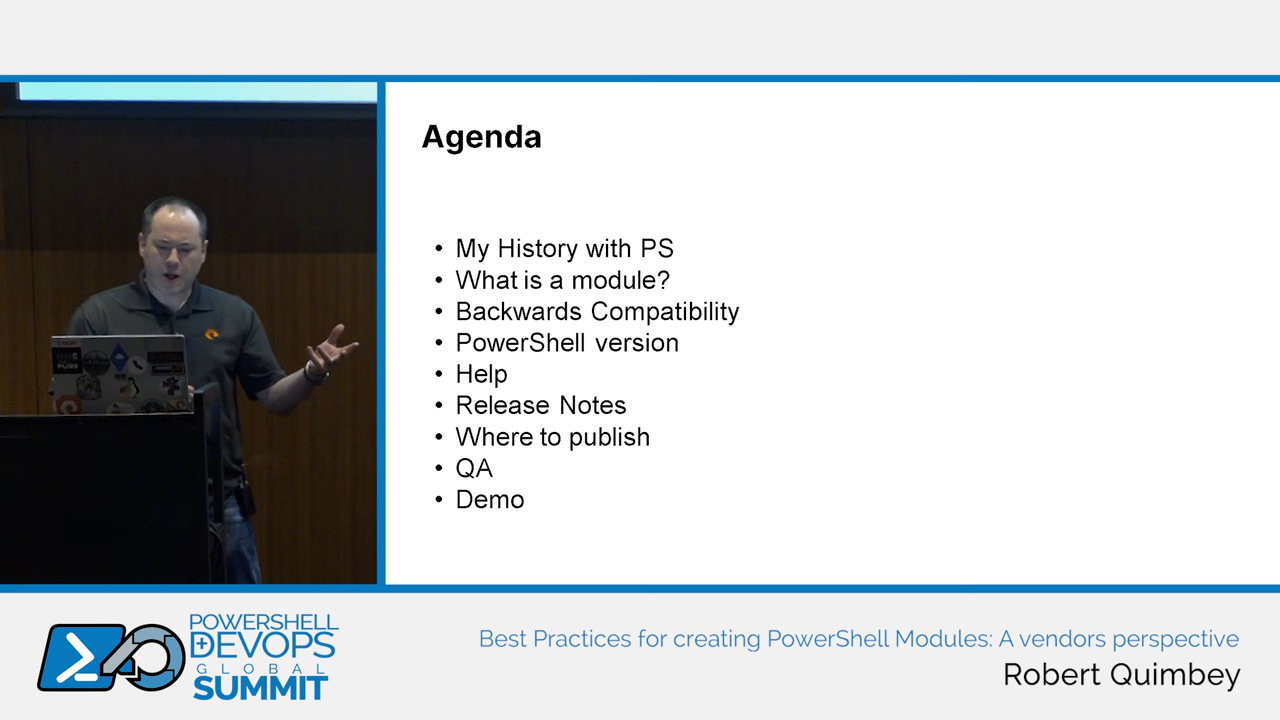 Agenda
• My History with PS
• What is a module?
• Backwards Compatibility
• PowerShell version
• Help
• Release Notes
• Where to publish
• QA
• Demo
POWERSHELL
DEVOPS
GLOBAL
SUMMIT
Best Practices for creating PowerShell Modules: A vendors perspective
Robert Quimbey